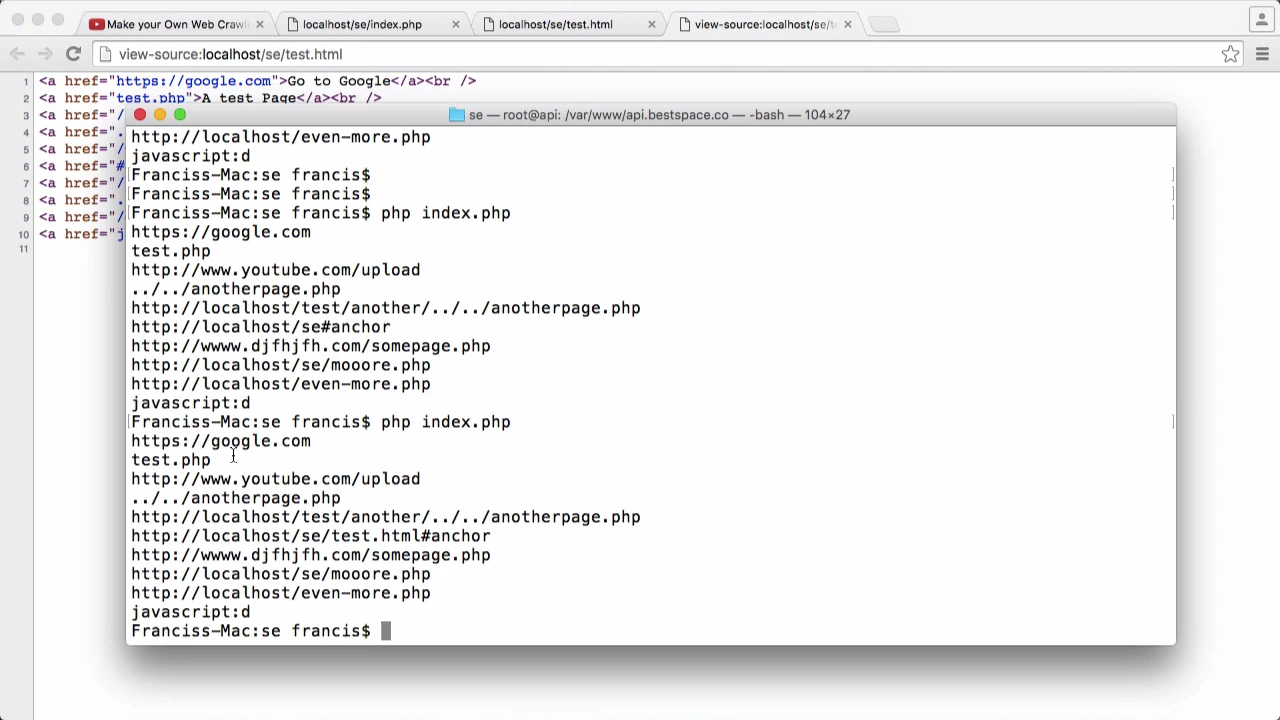 Make your Own Web Crawl
localhost/se/index.php
localhost/se/test.html
view-source:localhost/se/te
view-source:localhost/se/test.html
1 <a href="https://google.com">Go to Google</a><br />
2 <a href="test.php">A test Page</a><br />
3 <a href="/
4 <a href=".
5 <a href="/
6 <a href="#
7 <a href="/
8 <a href=".
9 <a href="/
10 <a href="j
11
se — root@api: /var/www/api.bestspace.co — -bash — 104×27
http://localhost/even-more.php
javascript:d
Franciss-Mac:se francis$
Franciss-Mac:se francis$
Franciss-Mac:se francis$ php index.php
https://google.com
test.php
http://www.youtube.com/upload
../../anotherpage.php
http://localhost/test/another/../../anotherpage.php
http://localhost/se#anchor
http://wwww.djfhjfh.com/somepage.php
http://localhost/se/mooore.php
http://localhost/even-more.php
javascript:d
Franciss-Mac:se francis$ php index.php
https://google.com
test.php
http://www.youtube.com/upload
../../anotherpage.php
http://localhost/test/another/../../anotherpage.php
http://localhost/se/test.html#anchor
http://wwww.djfhjfh.com/somepage.php
http://localhost/se/mooore.php
http://localhost/even-more.php
javascript:d
Franciss-Mac:se francis$